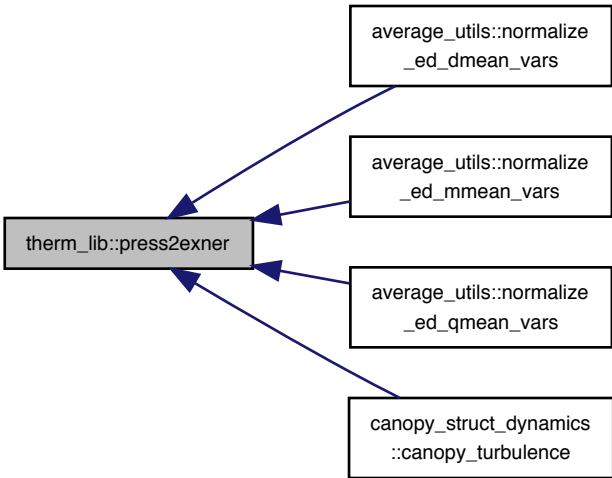 average_utils::normalize
_ed_dmean_vars
average_utils::normalize
_ed_mmean_vars
therm_lib::press2exner
average_utils::normalize
_ed_qmean_vars
canopy_struct_dynamics
::canopy_turbulence